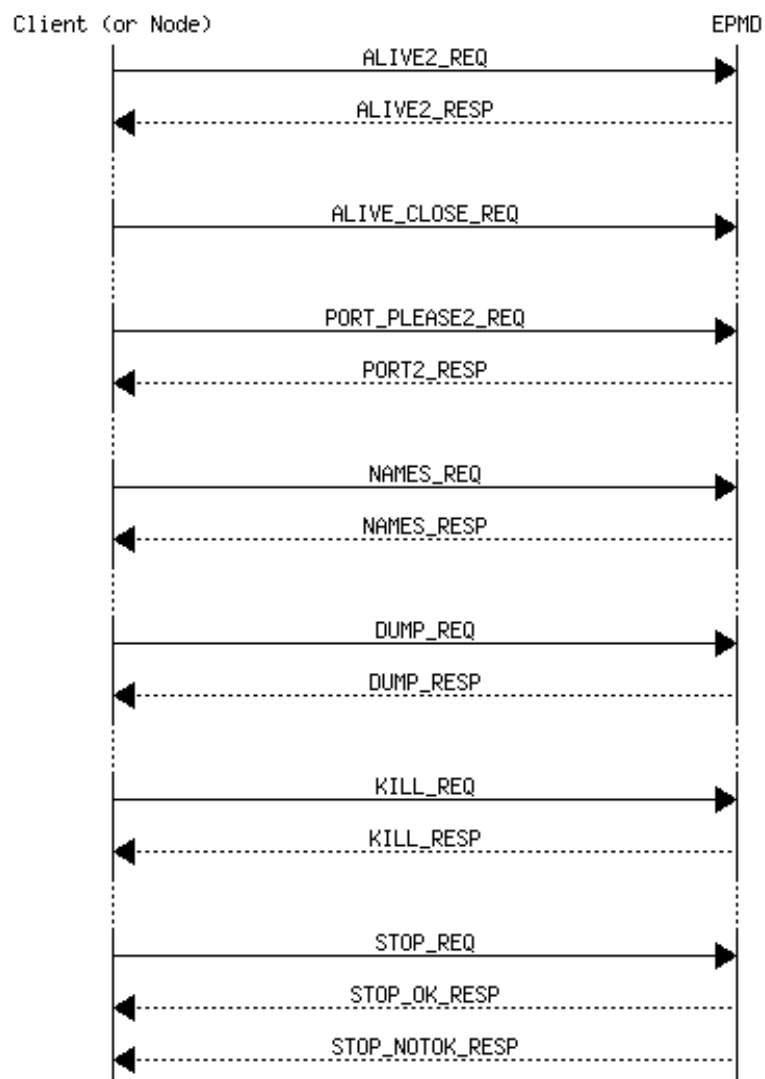 Client (or Node) EPMD
ALIVE2_REQ
ALIVE2_RESP
ALIVE_CLOSE_REQ
PORT_PLEASE2_REQ
PORT2_RESP
NAMES_REQ
NAMES_RESP
DUMP_REQ
DUMP_RESP
KILL_REQ
KILL_RESP
STOP_REQ
STOP_OK_RESP
STOP_NOTOK_RESP